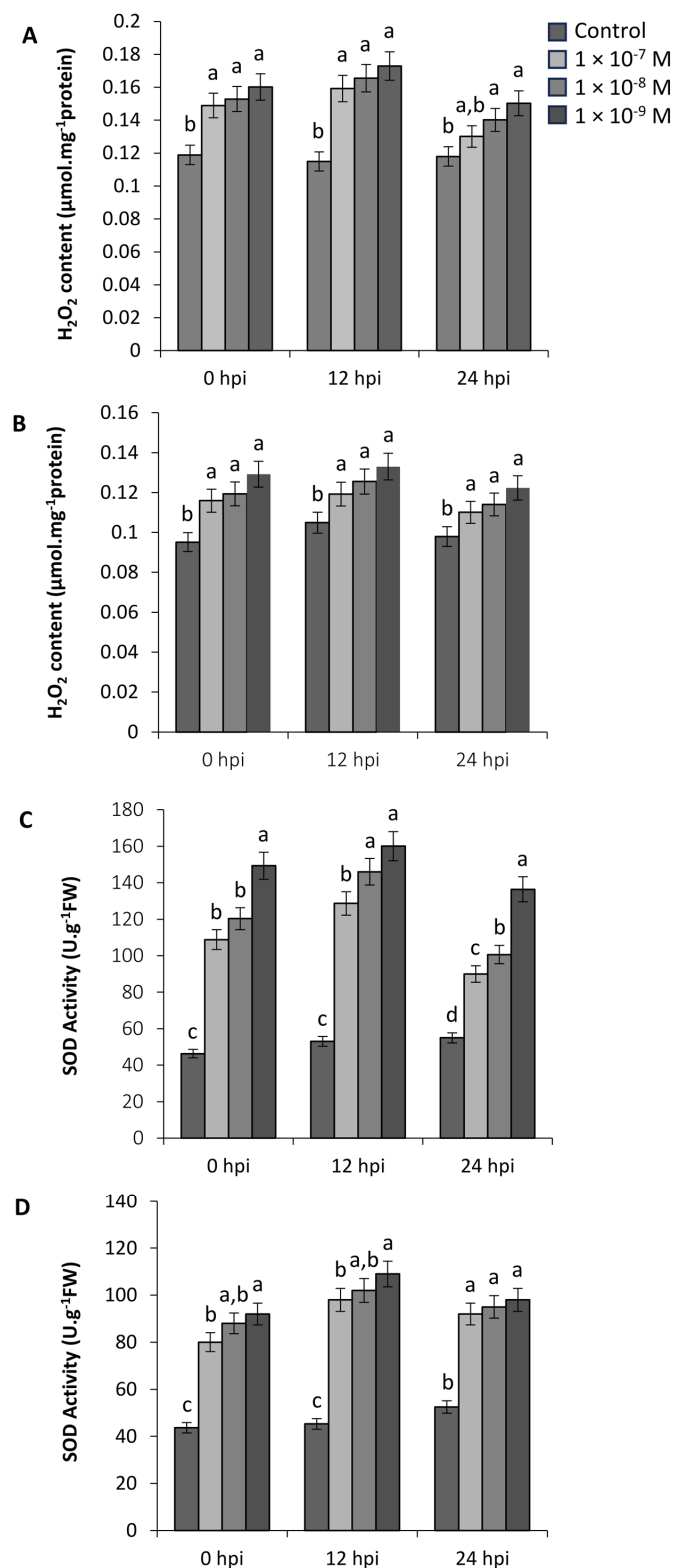 A
H₂O₂ content (µmol.mg⁻¹protein)
0.2
0.18
0.16
0.14
0.12
0.1
0.08
0.06
0.04
0.02
0
b a a a
b a a a
b a,b a a
0 hpi 12 hpi 24 hpi
Control
1 × 10⁻⁷ M
1 × 10⁻⁸ M
1 × 10⁻⁹ M
B
H₂O₂ content (µmol.mg⁻¹protein)
0.16
0.14
0.12
0.1
0.08
0.06
0.04
0.02
0
b a a a
b a a a
b a a a
0 hpi 12 hpi 24 hpi
C
SOD Activity (U.g⁻¹FW)
180
160
140
120
100
80
60
40
20
0
c b b a
c b a a
d c b a
0 hpi 12 hpi 24 hpi
D
SOD Activity (U.g⁻¹FW)
140
120
100
80
60
40
20
0
c b a,b a
c b a,b a
b a a a
0 hpi 12 hpi 24 hpi